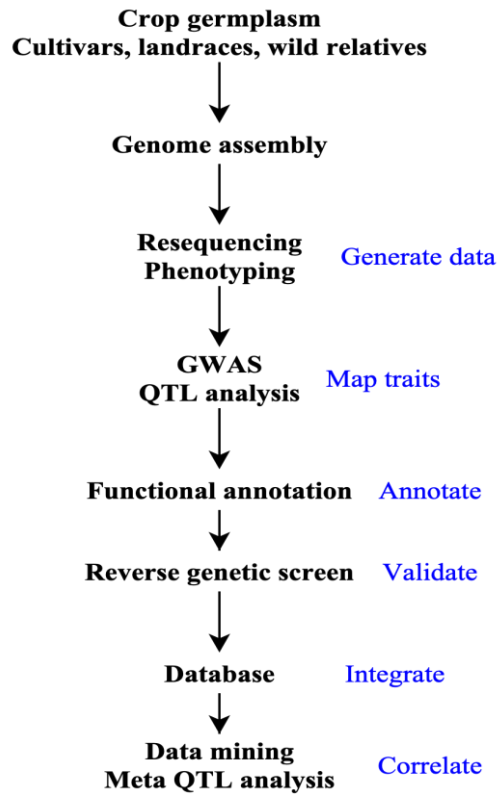 Crop germplasm
Cultivars, landraces, wild relatives
Genome assembly
Resequencing
Phenotyping
Generate data
GWAS
QTL analysis
Map traits
Functional annotation
Annotate
Reverse genetic screen
Validate
Database
Integrate
Data mining
Meta QTL analysis
Correlate